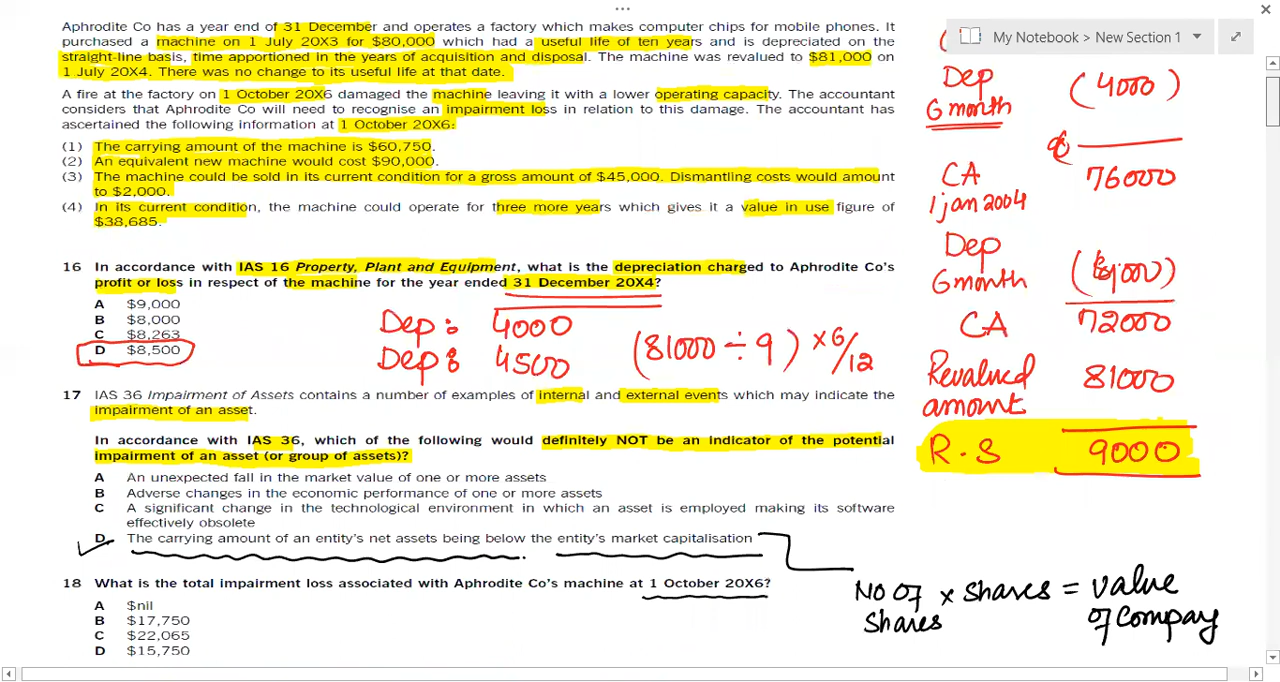 Aphrodite Co has a year end of 31 December and operates a factory which makes computer chips for mobile phones. It
purchased a machine on 1 July 20X3 for $80,000 which had a useful life of ten years and is depreciated on the
straight-line basis, time apportioned in the years of acquisition and disposal. The machine was revalued to $81,000 on
1 July 20X4. There was no change to its useful life at that date.
A fire at the factory on 1 October 20X6 damaged the machine leaving it with a lower operating capacity. The accountant
considers that Aphrodite Co will need to recognise an impairment loss in relation to this damage. The accountant has
ascertained the following information at 1 October 20X6:
(1) The carrying amount of the machine is $60,750.
(2) An equivalent new machine would cost $90,000.
(3) The machine could be sold in its current condition for a gross amount of $45,000. Dismantling costs would amount
to $2,000.
(4) In its current condition, the machine could operate for three more years which gives it a value in use figure of
$38,685.
16 In accordance with IAS 16 Property, Plant and Equipment, what is the depreciation charged to Aphrodite Co's
profit or loss in respect of the machine for the year ended 31 December 20X4?
A $9,000
B $8,000
C $8,263
D $8,500
Dep: 4000
Dep: 4500 (81000 ÷ 9) × 6/12
17 IAS 36 Impairment of Assets contains a number of examples of internal and external events which may indicate the
impairment of an asset.
In accordance with IAS 36, which of the following would definitely NOT be an indicator of the potential
impairment of an asset (or group of assets)?
A An unexpected fall in the market value of one or more assets
B Adverse changes in the economic performance of one or more assets
C A significant change in the technological environment in which an asset is employed making its software
effectively obsolete
D The carrying amount of an entity's net assets being below the entity's market capitalisation
18 What is the total impairment loss associated with Aphrodite Co's machine at 1 October 20X6?
A $nil
B $17,750
C $22,065
D $15,750
My Notebook > New Section 1
Dep (4000)
6 month
CA 76000
1 jan 2004
Dep
6 month
CA 72000
Revalued 81000
amount
R.S 9000
No of × shares = value
shares of company